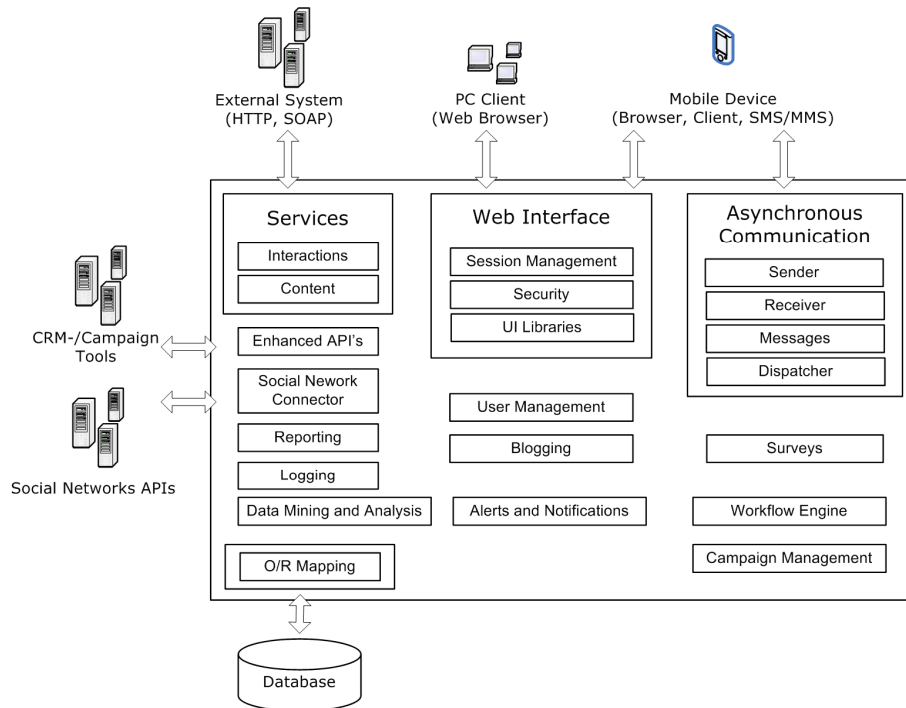 External System
(HTTP, SOAP)
PC Client
(Web Browser)
Mobile Device
(Browser, Client, SMS/MMS)
Services
Interactions
Content
Web Interface
Session Management
Security
UI Libraries
Asynchronous
Communication
Sender
Receiver
Messages
Dispatcher
CRM-/Campaign
Tools
Social Networks APIs
Enhanced API's
Social Nework
Connector
Reporting
Logging
Data Mining and Analysis
User Management
Blogging
Alerts and Notifications
Surveys
Workflow Engine
Campaign Management
O/R Mapping
Database